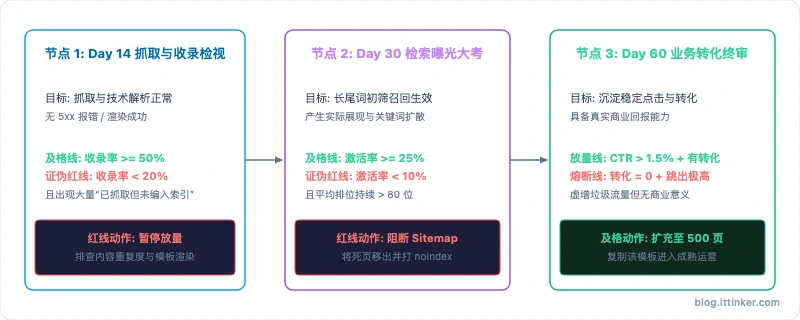 节点 1: Day 14 抓取与收录检视
目标: 抓取与技术解析正常
无 5xx 报错 / 渲染成功
及格线: 收录率 >= 50%
证伪红线: 收录率 < 20%
且出现大量"已抓取但未编入索引"
红线动作: 暂停放量
排查内容重复度与模板渲染
节点 2: Day 30 检索曝光大考
目标: 长尾词初筛召回生效
产生实际展现与关键词扩散
及格线: 激活率 >= 25%
证伪红线: 激活率 < 10%
且平均排位持续 > 80 位
红线动作: 阻断 Sitemap
将死页移出并打 noindex
节点 3: Day 60 业务转化终审
目标: 沉淀稳定点击与转化
具备真实商业回报能力
放量线: CTR > 1.5% + 有转化
熔断线: 转化 = 0 + 跳出极高
虚增垃圾流量但无商业意义
及格动作: 扩充至 500 页
复制该模板进入成熟运营
blog.ittinker.com